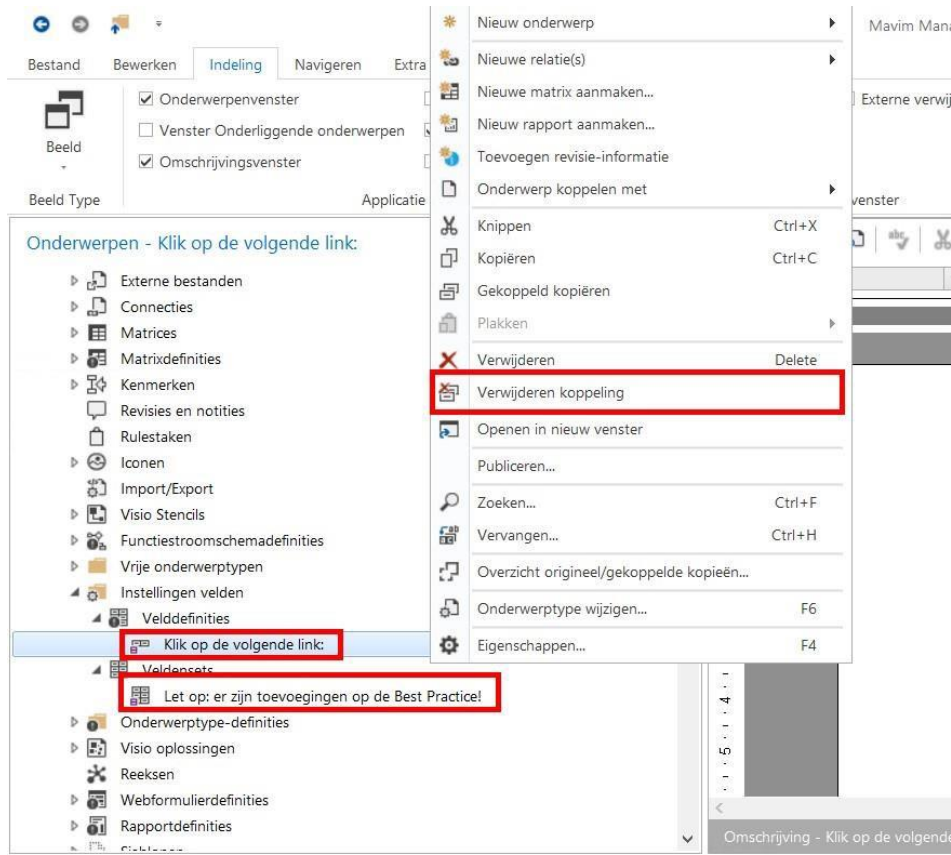 Mavim Mana
Bestand Bewerken Indeling Navigeren Extra
Beeld
Beeld Type
Onderwerpenvenster
Venster Onderliggende onderwerpen
Omschrijvingsvenster
Applicatie
Externe verwij
venster
Nieuw onderwerp
Nieuwe relatie(s)
Nieuwe matrix aanmaken...
Nieuw rapport aanmaken...
Toevoegen revisie-informatie
Onderwerp koppelen met
Knippen Ctrl+X
Kopiëren Ctrl+C
Gekoppeld kopiëren
Plakken
Verwijderen Delete
Verwijderen koppeling
Openen in nieuw venster
Publiceren...
Zoeken... Ctrl+F
Vervangen... Ctrl+H
Overzicht origineel/gekoppelde kopieën...
Onderwerptype wijzigen... F6
Eigenschappen... F4
Onderwerpen - Klik op de volgende link:
Externe bestanden
Connecties
Matrices
Matrixdefinities
Kenmerken
Revisies en notities
Rulestaken
Iconen
Import/Export
Visio Stencils
Functiestroomschemadefinities
Vrije onderwerptypen
Instellingen velden
Velddefinities
Klik op de volgende link:
Veldensets
Let op: er zijn toevoegingen op de Best Practice!
Onderwerptype-definities
Visio oplossingen
Reeksen
Webformulierdefinities
Rapportdefinities
abc
4
5
Omschrijving - Klik op de volgende